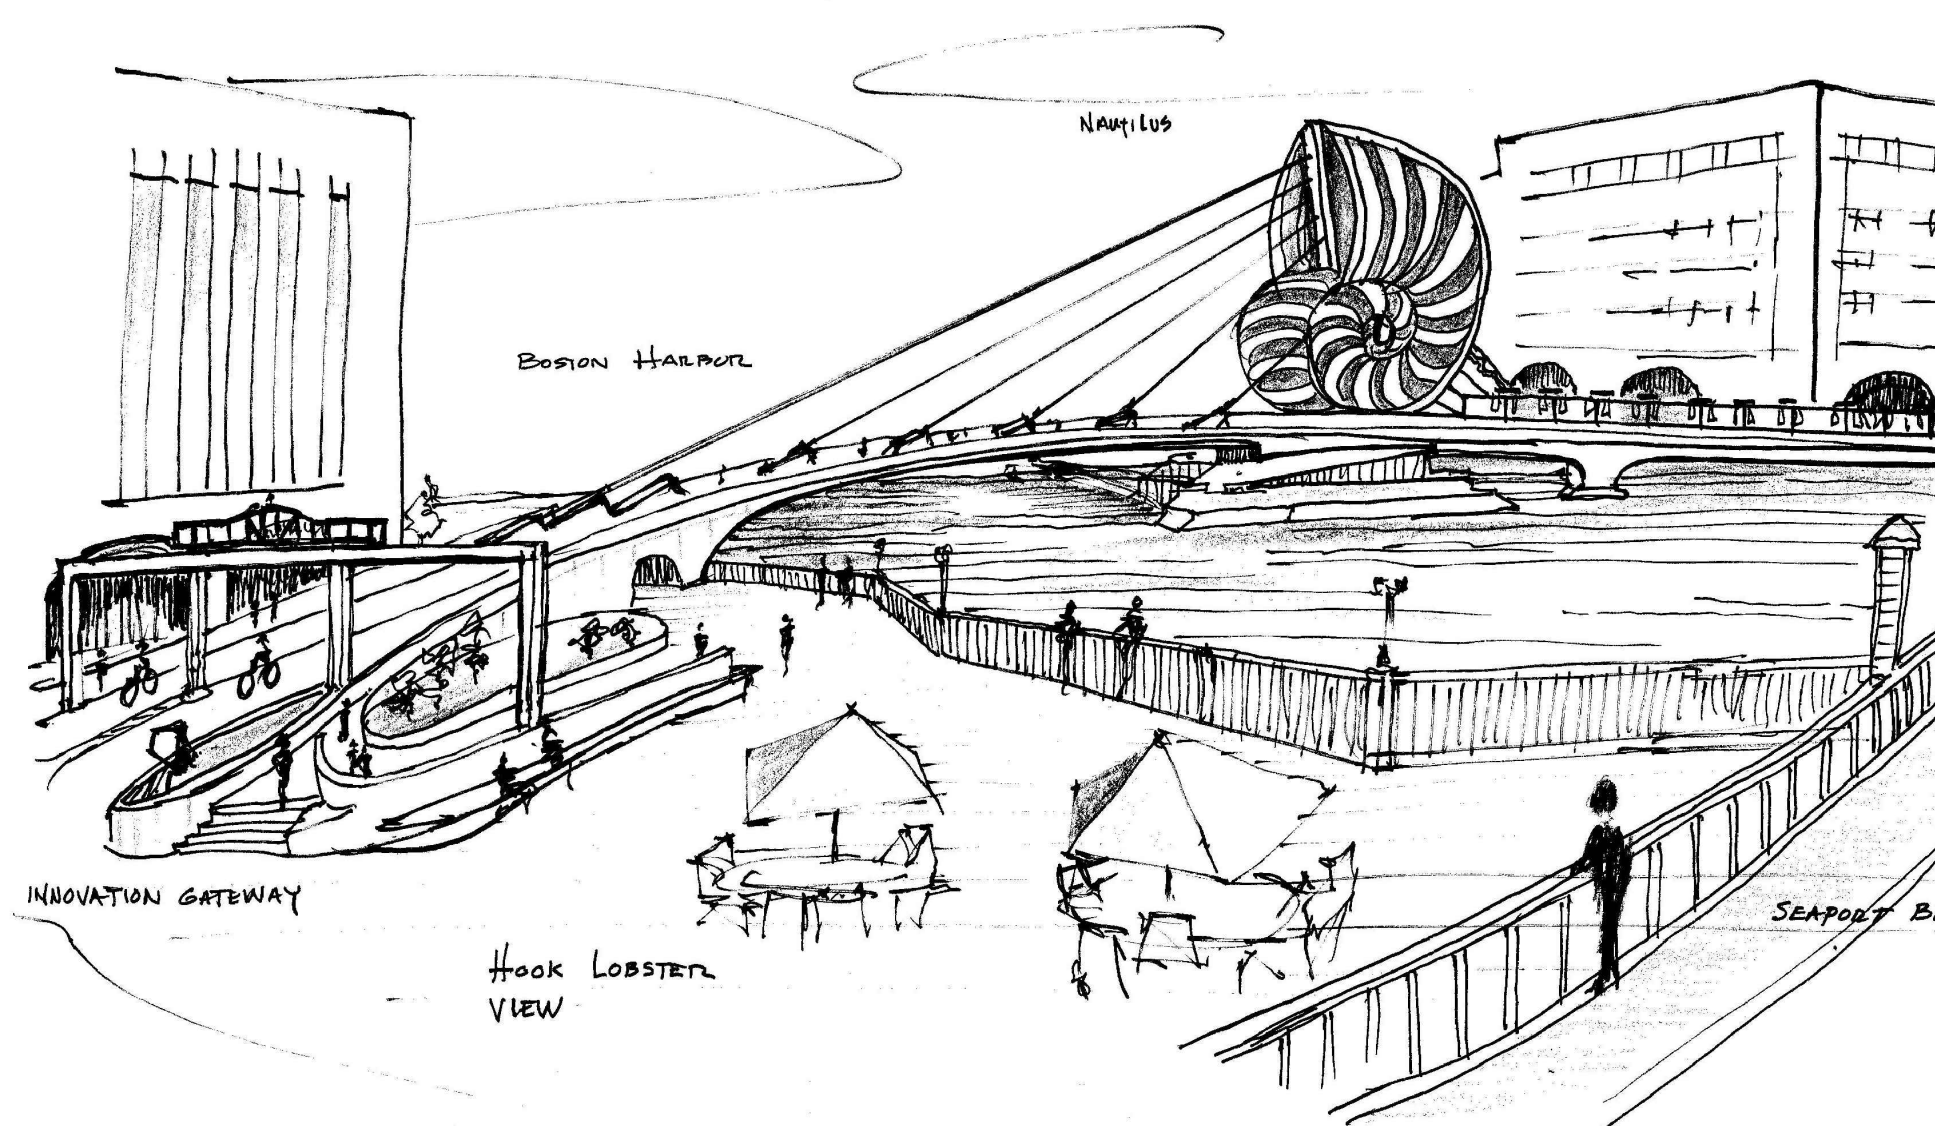 NAUTILUS
BOSTON HARBOR
INNOVATION GATEWAY
SEAPORT B
HOOK LOBSTER
VIEW